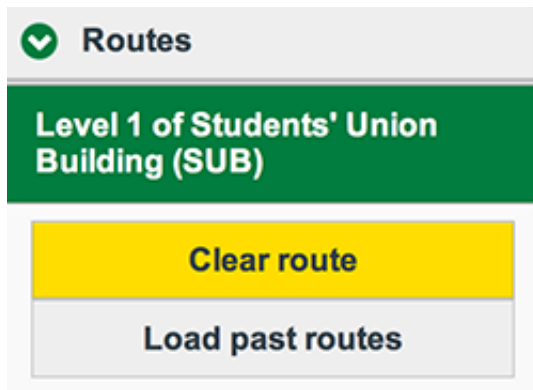 Routes
Level 1 of Students' Union
Building (SUB)
Clear route
Load past routes